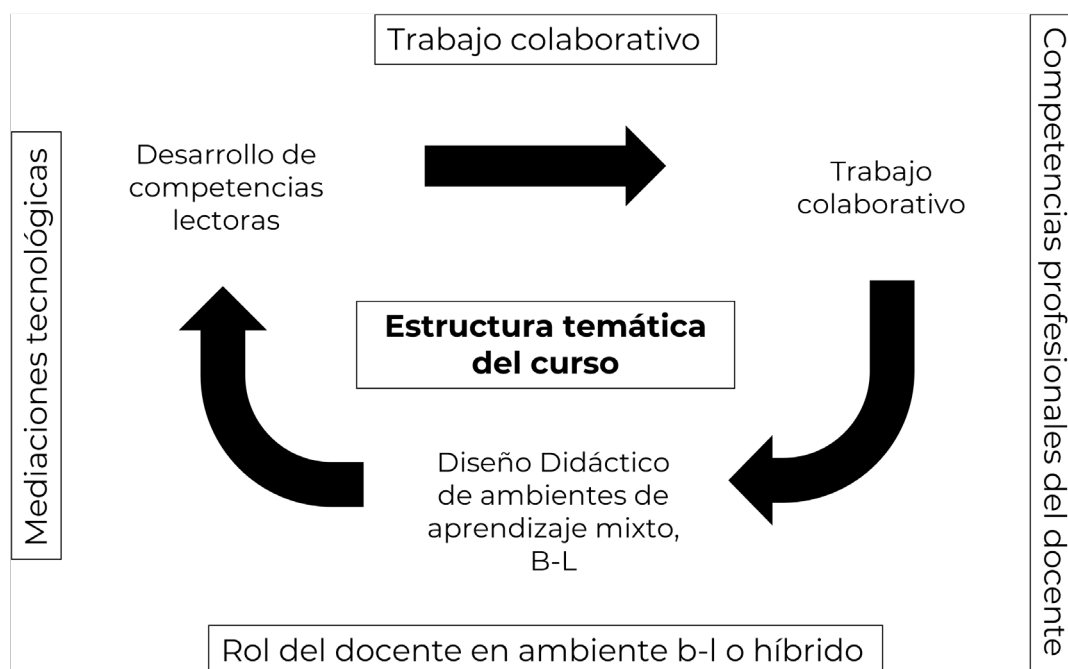 Trabajo colaborativo
Competencias profesionales del docente
Mediaciones tecnológicas
Desarrollo de
competencias
lectoras
Trabajo
colaborativo
Estructura temática
del curso
Diseño Didáctico
de ambientes de
aprendizaje mixto,
B-L
Rol del docente en ambiente b-l o híbrido